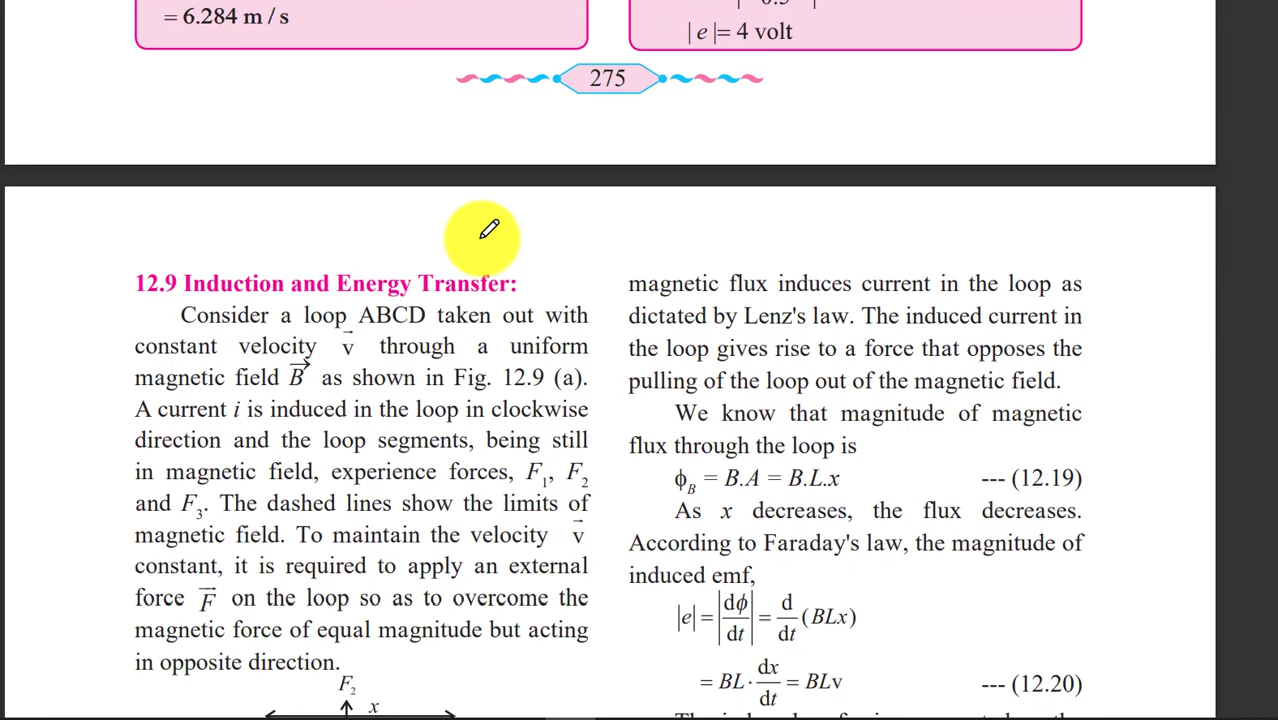 = 6.284 m / s
| e |= 4 volt
275
12.9 Induction and Energy Transfer:
Consider a loop ABCD taken out with
constant velocity v⃗ through a uniform
magnetic field B⃗ as shown in Fig. 12.9 (a).
A current i is induced in the loop in clockwise
direction and the loop segments, being still
in magnetic field, experience forces, F₁, F₂
and F₃. The dashed lines show the limits of
magnetic field. To maintain the velocity v⃗
constant, it is required to apply an external
force F⃗ on the loop so as to overcome the
magnetic force of equal magnitude but acting
in opposite direction.
F₂
x
magnetic flux induces current in the loop as
dictated by Lenz's law. The induced current in
the loop gives rise to a force that opposes the
pulling of the loop out of the magnetic field.
We know that magnitude of magnetic
flux through the loop is
ϕ_B = B.A = B.L.x --- (12.19)
As x decreases, the flux decreases.
According to Faraday's law, the magnitude of
induced emf,
|e| = |dϕ/dt| = d/dt (BLx)
= BL · dx/dt = BLv --- (12.20)